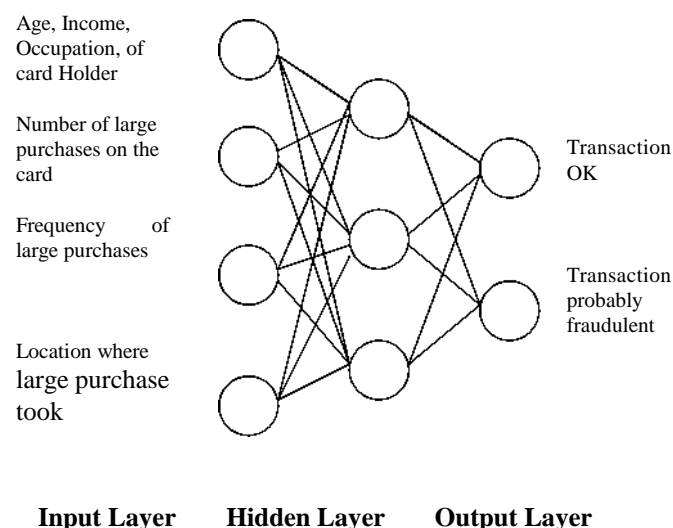 Age, Income,
Occupation, of
card Holder
Number of large
purchases on the
card
Frequency of
large purchases
Location where
large purchase
took
Transaction
OK
Transaction
probably
fraudulent
Input Layer Hidden Layer Output Layer